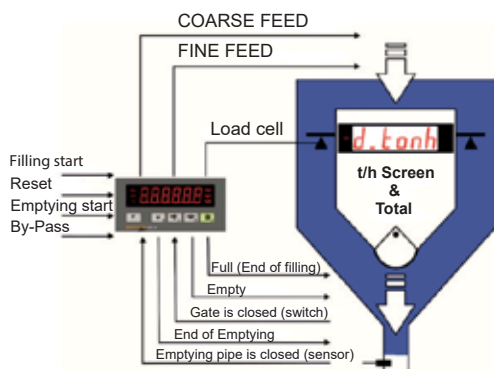 COARSE FEED
FINE FEED
Load cell
d.tonh
t/h Screen
&
Total
Filling start
Reset
Emptying start
By-Pass
Full (End of filling)
Empty
Gate is closed (switch)
End of Emptying
Emptying pipe is closed (sensor)